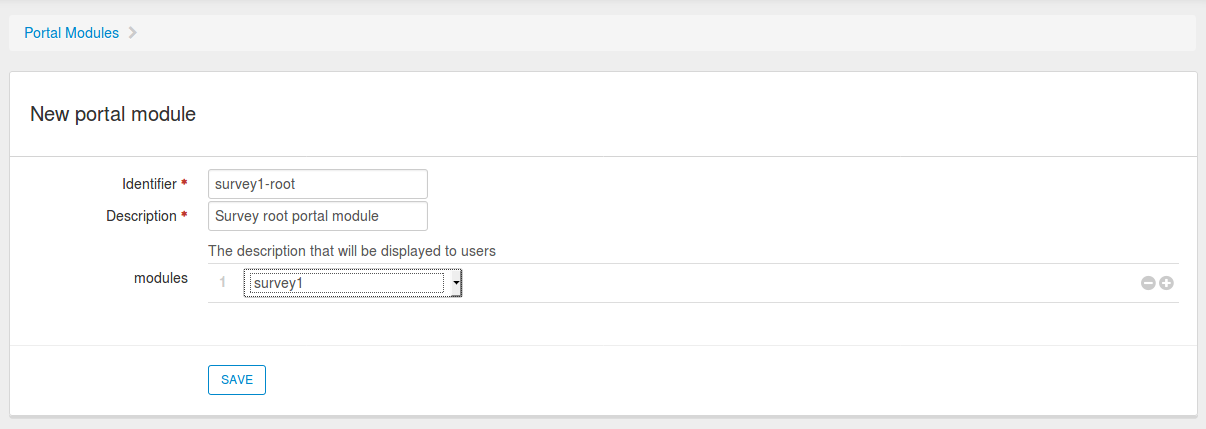 Portal Modules
New portal module
Identifier * survey1-root
Description * Survey root portal module
The description that will be displayed to users
modules 1 survey1
SAVE